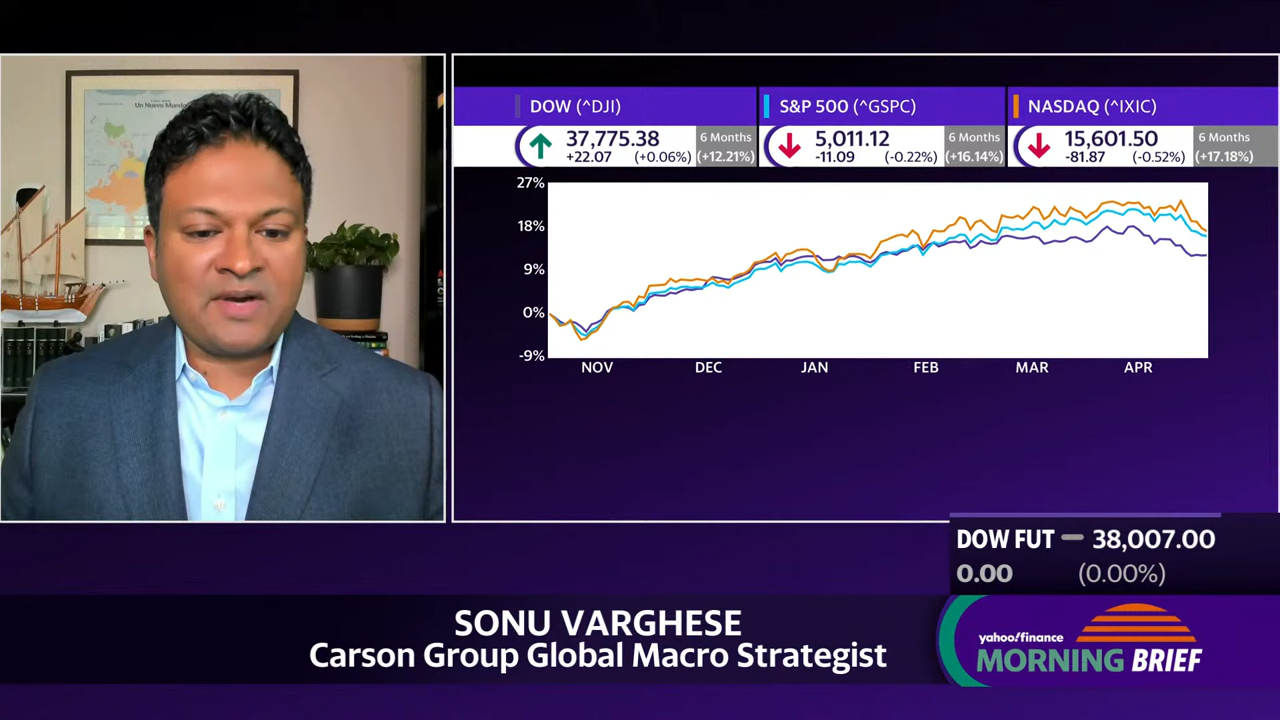 Un Nuevo Mundo
DOW (^DJI)
37,775.38
+22.07 (+0.06%)
6 Months
(+12.21%)
S&P 500 (^GSPC)
5,011.12
-11.09 (-0.22%)
6 Months
(+16.14%)
NASDAQ (^IXIC)
15,601.50
-81.87 (-0.52%)
6 Months
(+17.18%)
27%
18%
9%
0%
-9%
NOV DEC JAN FEB MAR APR
DOW FUT 38,007.00
0.00 (0.00%)
SONU VARGHESE
Carson Group Global Macro Strategist
yahoo!finance
MORNING BRIEF